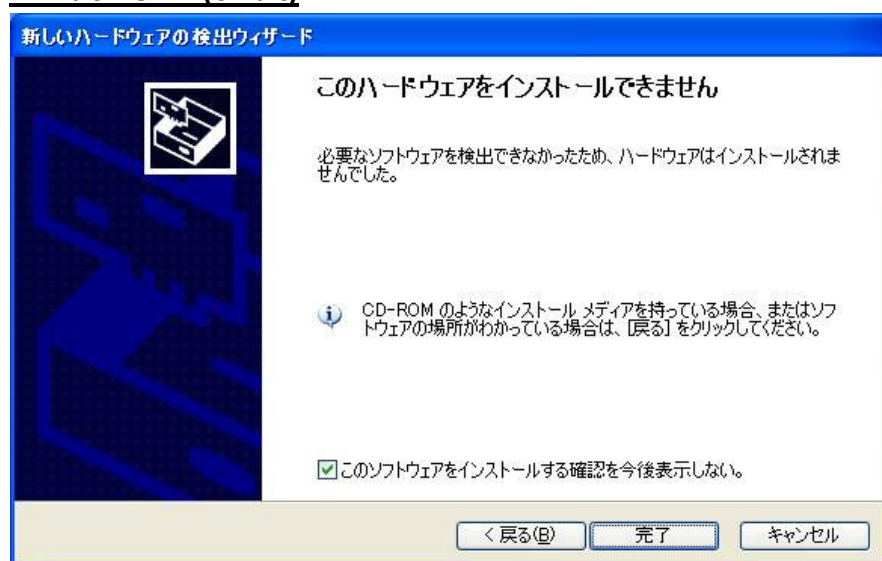 新しいハードウェアの検出ウィザード
このハードウェアをインストールできません
必要なソフトウェアを検出できなかったため、ハードウェアはインストールされま
せんでした。
CD-ROM のようなインストール メディアを持っている場合、またはソフ
トウェアの場所がわかっている場合は、[戻る] をクリックしてください。
このソフトウェアをインストールする確認を今後表示しない。
< 戻る(B)
完了
キャンセル